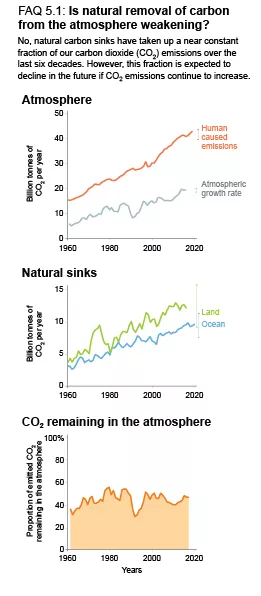 FAQ 5.1: Is natural removal of carbon
from the atmosphere weakening?
No, natural carbon sinks have taken up a near constant
fraction of our carbon dioxide (CO₂) emissions over the
last six decades. However, this fraction is expected to
decline in the future if CO₂ emissions continue to increase.
Atmosphere
Billion tonnes of
CO₂ per year
50
40
30
20
10
0
1960 1980 2000 2020
Human
caused
emissions
Atmospheric
growth rate
Natural sinks
Billion tonnes of
CO₂ per year
15
10
5
0
1960 1980 2000 2020
Land
Ocean
CO₂ remaining in the atmosphere
Proportion of emitted CO₂
remaining in the atmosphere
100%
80
60
40
20
0
1960 1980 2000 2020
Years